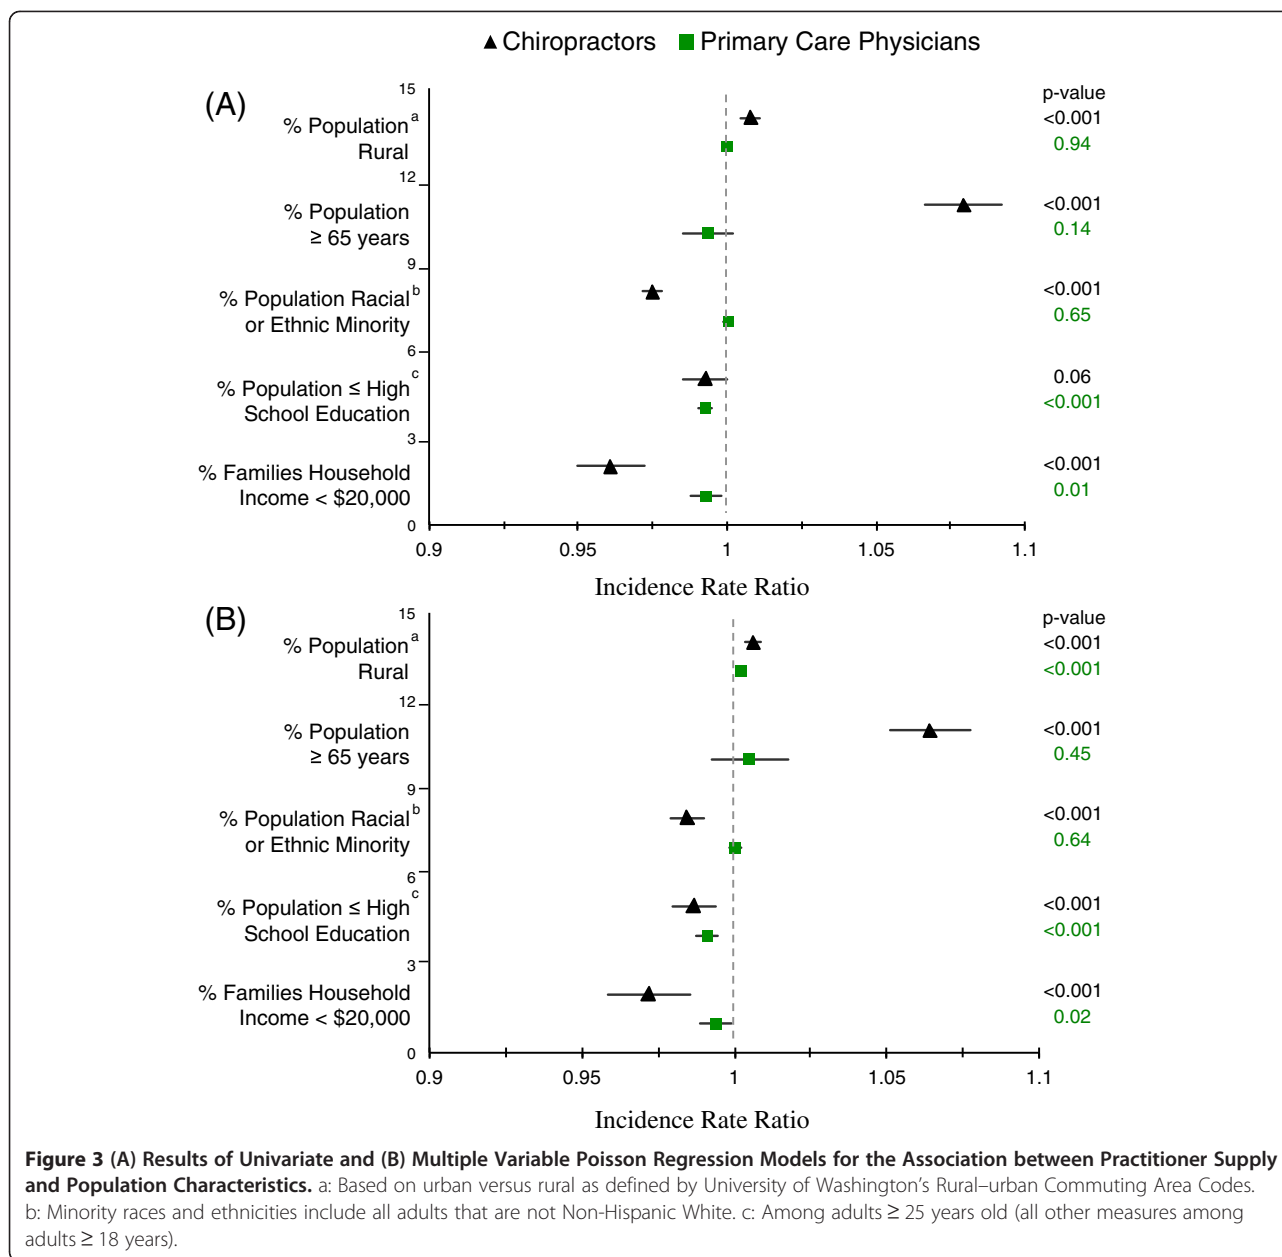 ▲ Chiropractors ■ Primary Care Physicians
(A)
15
p-value
% Population a
Rural
<0.001
0.94
12
% Population
≥ 65 years
<0.001
0.14
9
% Population Racial b
or Ethnic Minority
<0.001
0.65
6
% Population ≤ High c
School Education
0.06
<0.001
3
% Families Household
Income < $20,000
<0.001
0.01
0
0.9 0.95 1 1.05 1.1
Incidence Rate Ratio
(B)
15
p-value
% Population a
Rural
<0.001
<0.001
12
% Population
≥ 65 years
<0.001
0.45
9
% Population Racial b
or Ethnic Minority
<0.001
0.64
6
% Population ≤ High c
School Education
<0.001
<0.001
3
% Families Household
Income < $20,000
<0.001
0.02
0
0.9 0.95 1 1.05 1.1
Incidence Rate Ratio
Figure 3 (A) Results of Univariate and (B) Multiple Variable Poisson Regression Models for the Association between Practitioner Supply
and Population Characteristics. a: Based on urban versus rural as defined by University of Washington's Rural–urban Commuting Area Codes.
b: Minority races and ethnicities include all adults that are not Non-Hispanic White. c: Among adults ≥ 25 years old (all other measures among
adults ≥ 18 years).